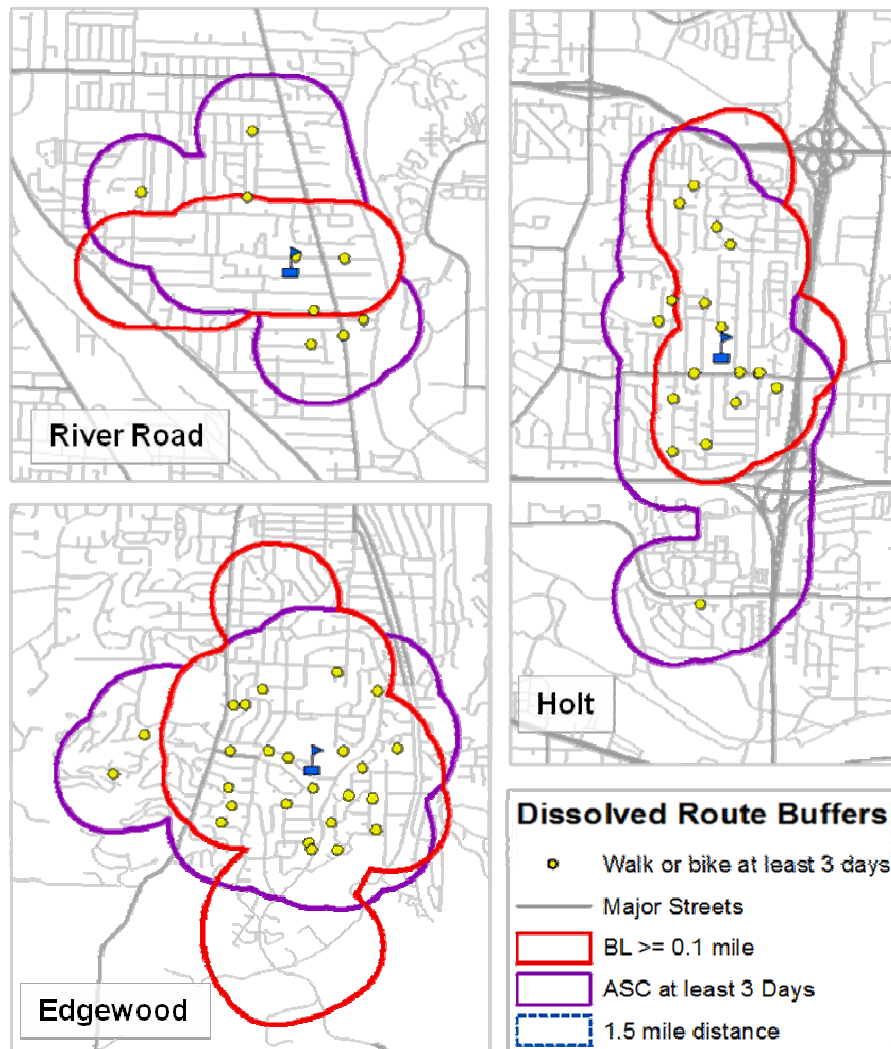 River Road
Holt
Edgewood
Dissolved Route Buffers
Walk or bike at least 3 days
Major Streets
BL >= 0.1 mile
ASC at least 3 Days
1.5 mile distance